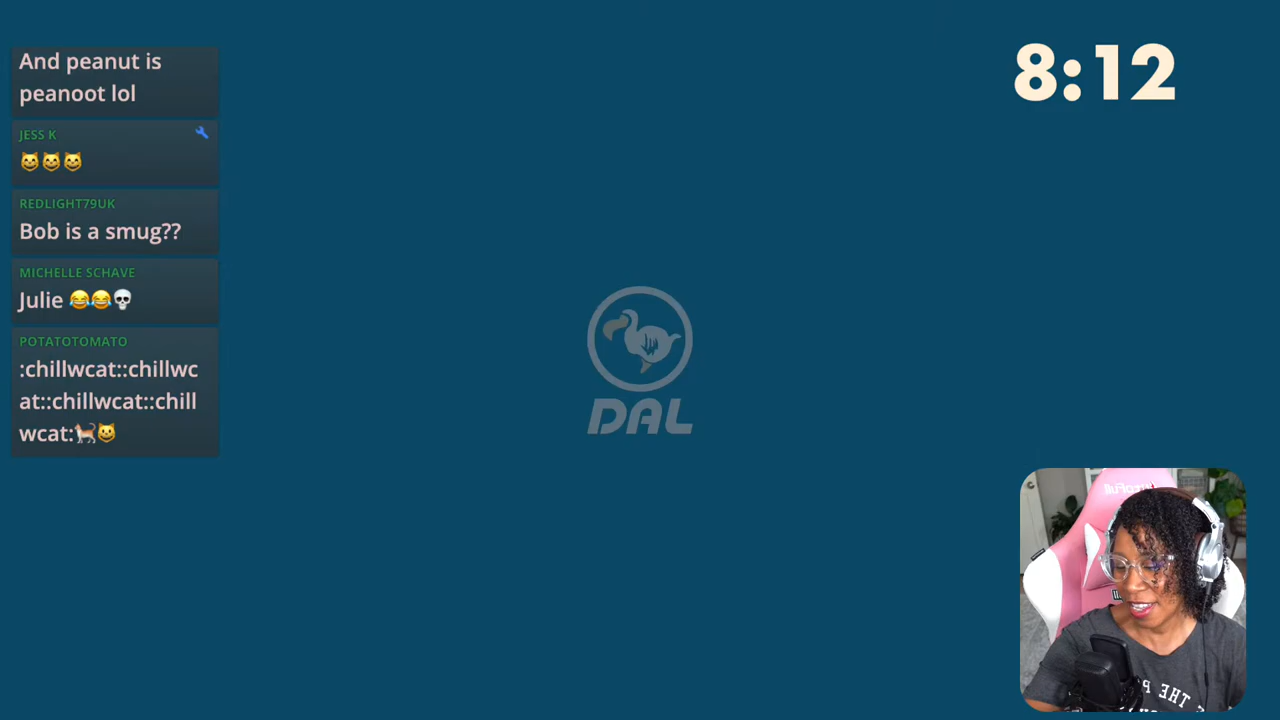 And peanut is
peanoot lol
8:12
JESS K
😺😺😺
REDLIGHT79UK
Bob is a smug??
MICHELLE SCHAVE
Julie 😂😂💀
POTATOTOMATO
:chillwcat::chillwc
at::chillwcat::chill
wcat:🐈😺
DAL